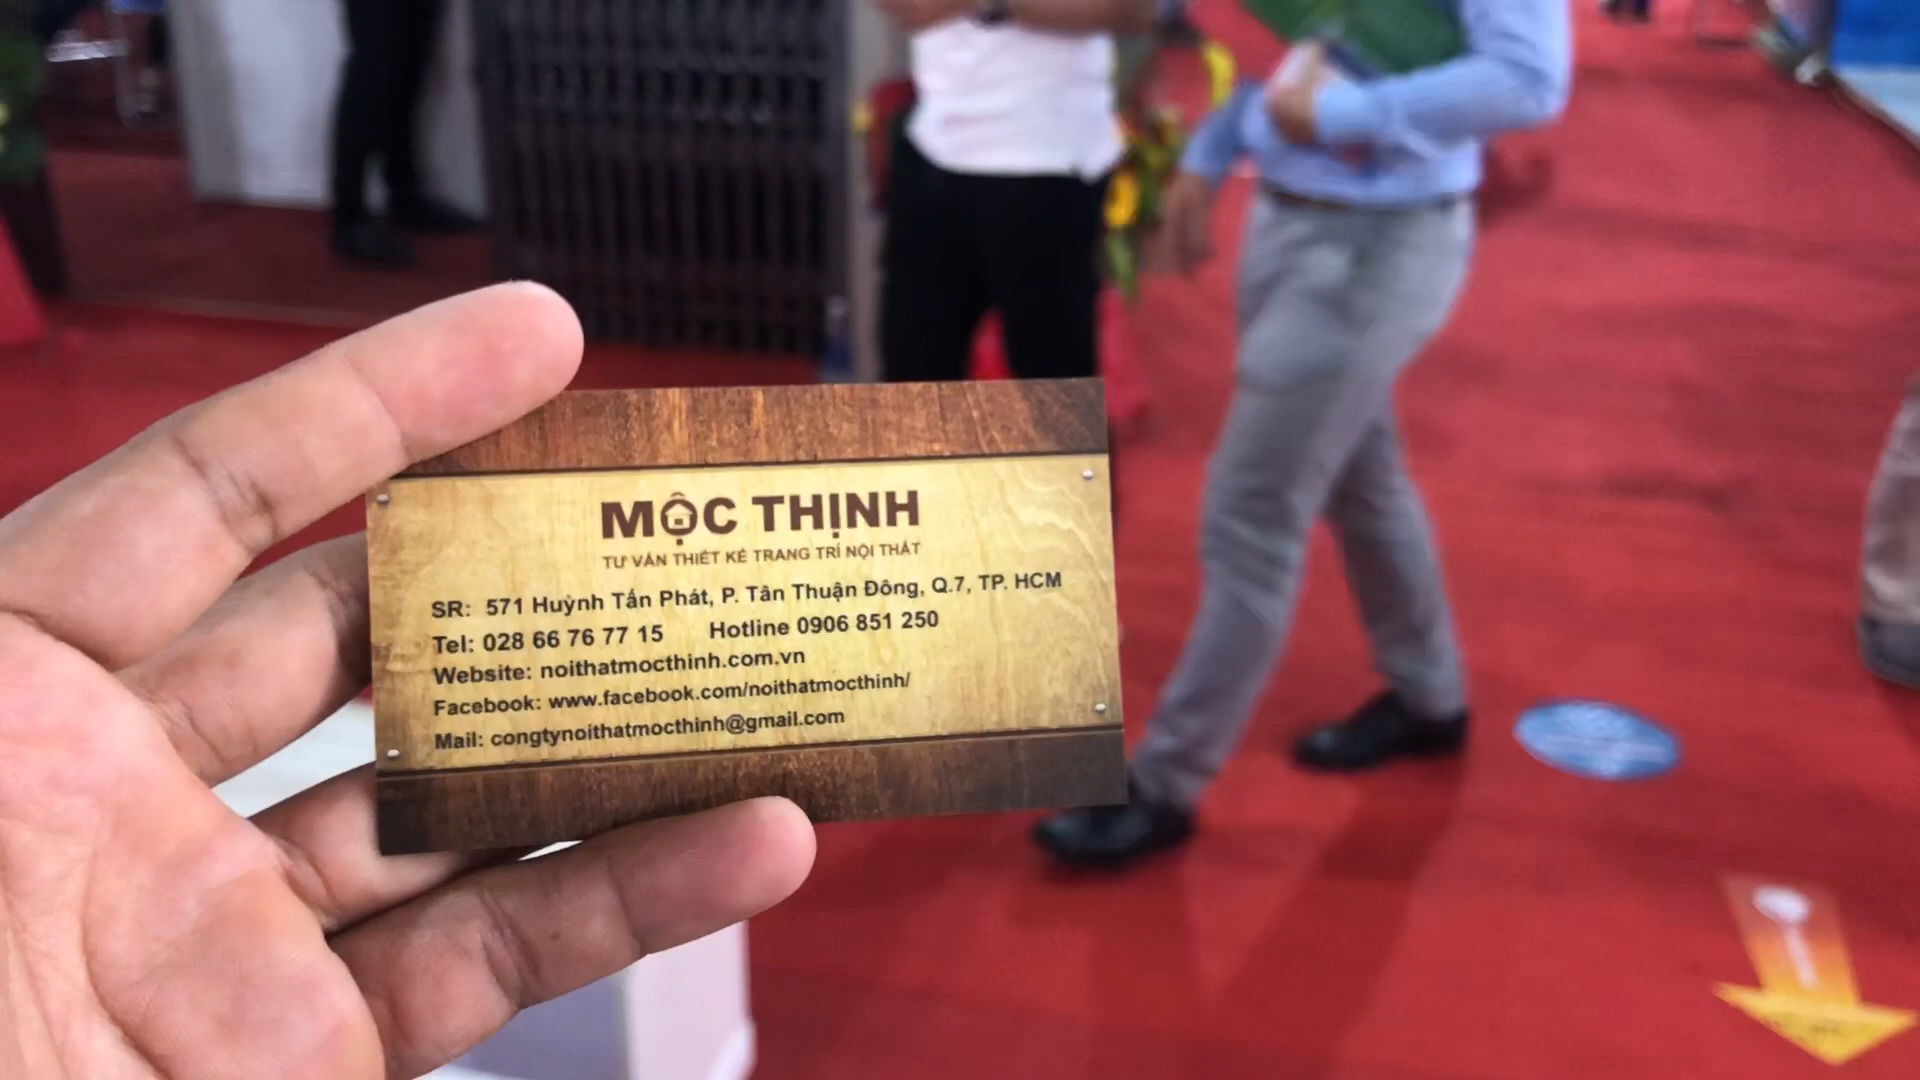 MỘC THỊNH
TƯ VẤN THIẾT KẾ TRANG TRÍ NỘI THẤT
SR: 571 Huỳnh Tấn Phát, P. Tân Thuận Đông, Q.7, TP. HCM
Tel: 028 66 76 77 15 Hotline 0906 851 250
Website: noithatmocthinh.com.vn
Facebook: www.facebook.com/noithatmocthinh/
Mail: congtynoithatmocthinh@gmail.com